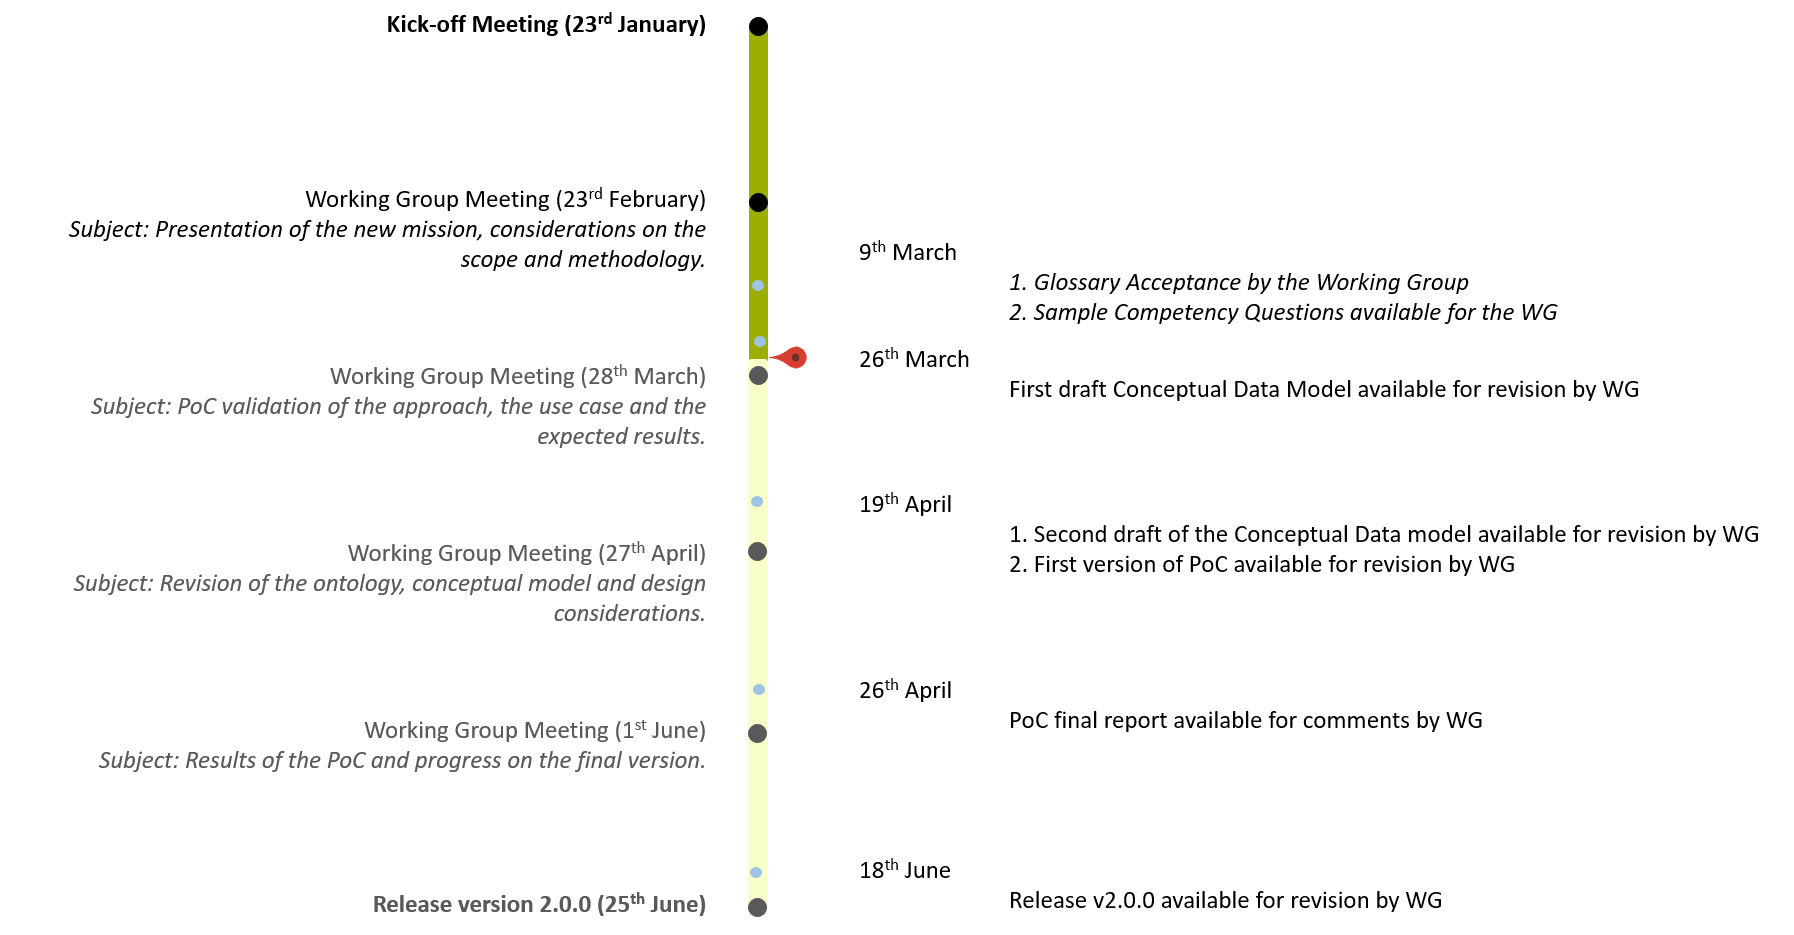 Kick-off Meeting (23rd January)
Working Group Meeting (23rd February)
Subject: Presentation of the new mission, considerations on the
scope and methodology.
9th March
1. Glossary Acceptance by the Working Group
2. Sample Competency Questions available for the WG
26th March
Working Group Meeting (28th March)
Subject: PoC validation of the approach, the use case and the
expected results.
First draft Conceptual Data Model available for revision by WG
19th April
1. Second draft of the Conceptual Data model available for revision by WG
2. First version of PoC available for revision by WG
Working Group Meeting (27th April)
Subject: Revision of the ontology, conceptual model and design
considerations.
26th April
PoC final report available for comments by WG
Working Group Meeting (1st June)
Subject: Results of the PoC and progress on the final version.
18th June
Release v2.0.0 available for revision by WG
Release version 2.0.0 (25th June)